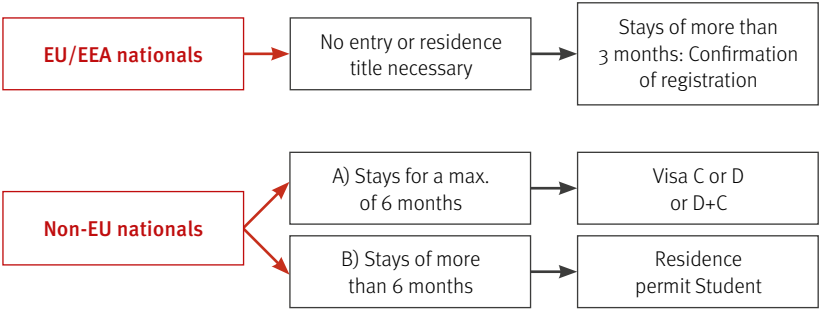 EU/EEA nationals
No entry or residence
title necessary
Stays of more than
3 months: Confirmation
of registration
Non-EU nationals
A) Stays for a max.
of 6 months
Visa C or D
or D+C
B) Stays of more
than 6 months
Residence
permit Student